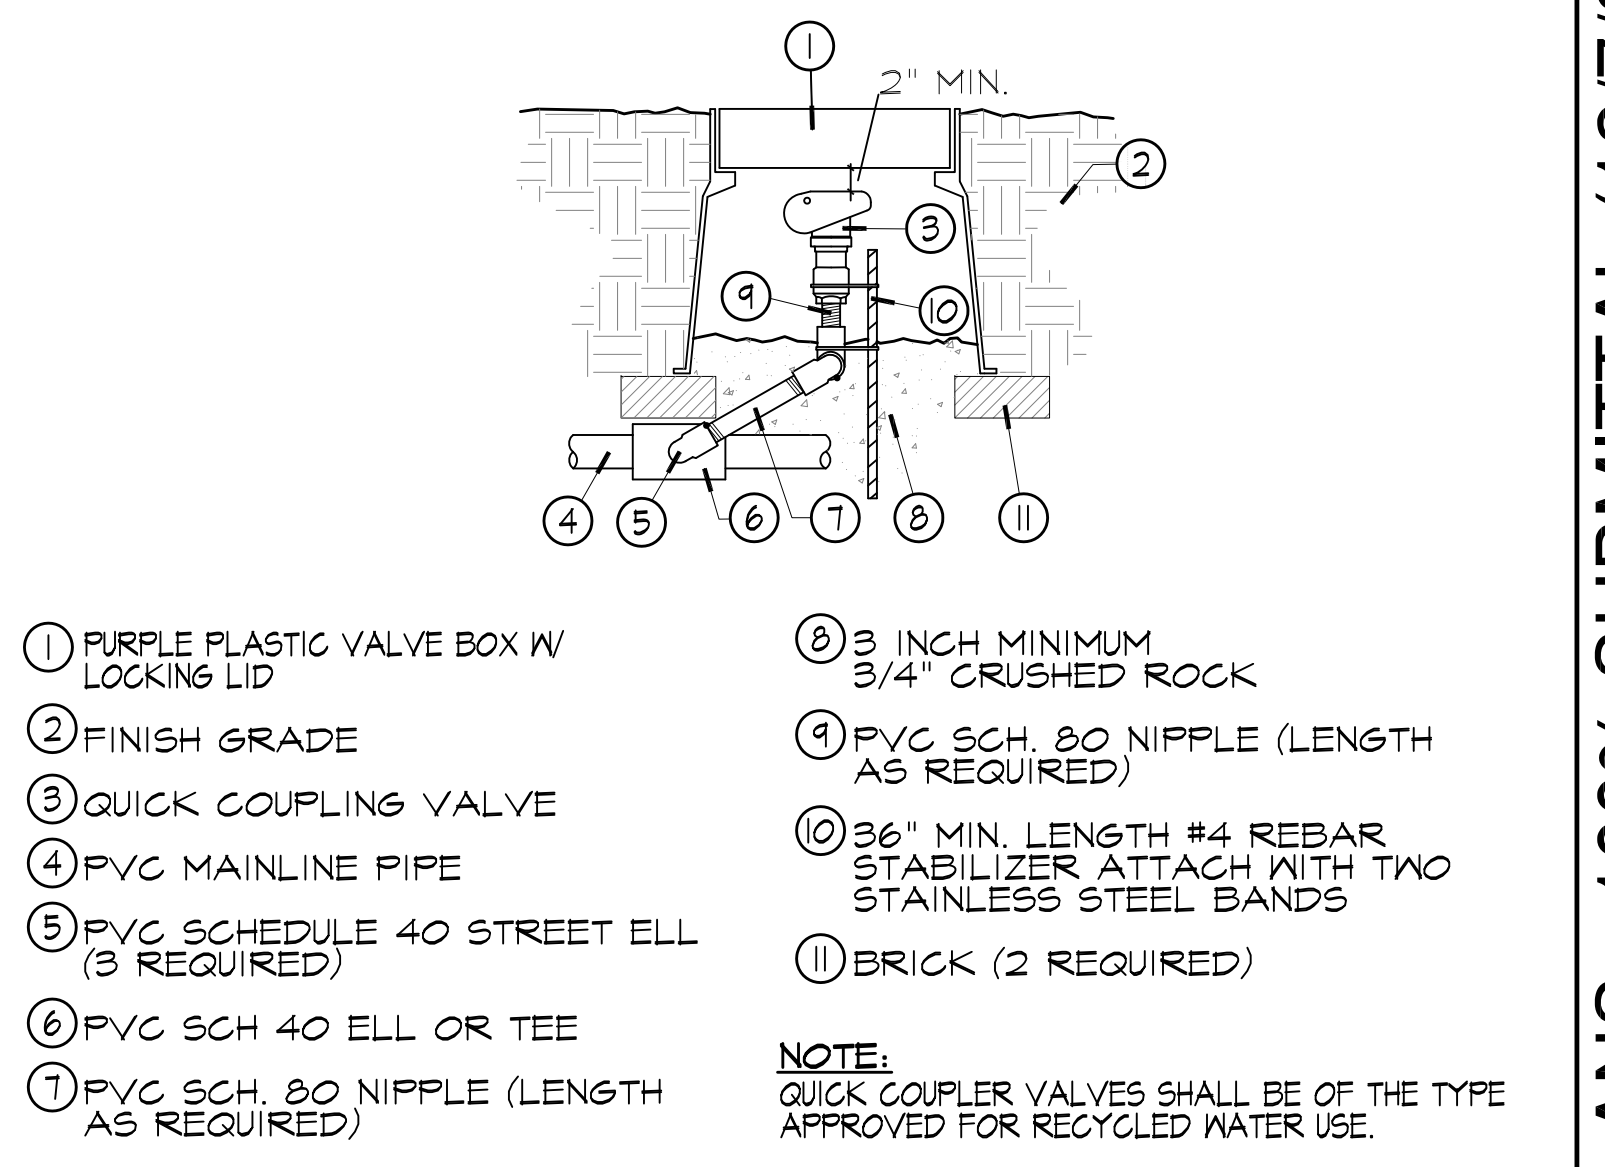 1
2" MIN.
2
3
9
10
4
5
6
7
8
11
1 PURPLE PLASTIC VALVE BOX W/
LOCKING LID
2 FINISH GRADE
3 QUICK COUPLING VALVE
4 PVC MAINLINE PIPE
5 PVC SCHEDULE 40 STREET ELL
(3 REQUIRED)
6 PVC SCH 40 ELL OR TEE
7 PVC SCH. 80 NIPPLE (LENGTH
AS REQUIRED)
8 3 INCH MINIMUM
3/4" CRUSHED ROCK
9 PVC SCH. 80 NIPPLE (LENGTH
AS REQUIRED)
10 36" MIN. LENGTH #4 REBAR
STABILIZER ATTACH WITH TWO
STAINLESS STEEL BANDS
11 BRICK (2 REQUIRED)
NOTE:
QUICK COUPLER VALVES SHALL BE OF THE TYPE
APPROVED FOR RECYCLED WATER USE.